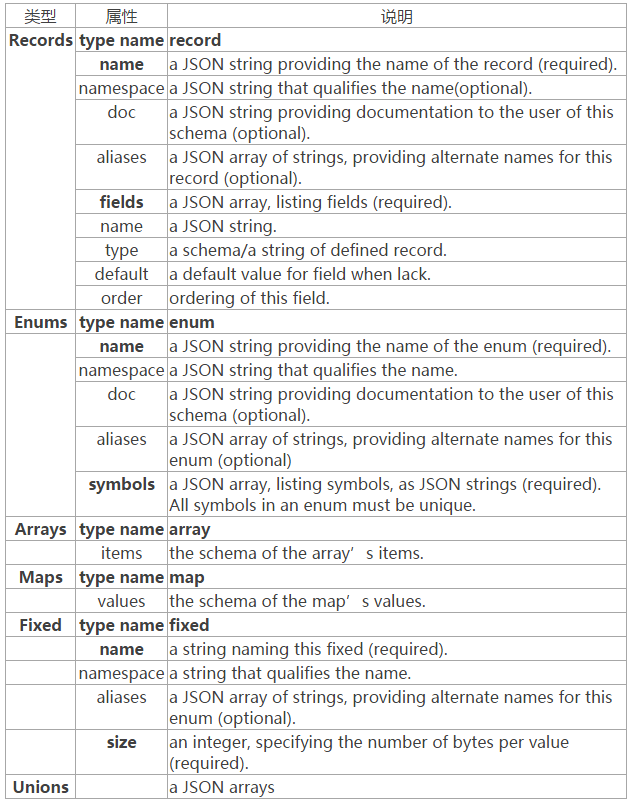 类型 属性 说明
Records type name record
name a JSON string providing the name of the record (required).
namespace a JSON string that qualifies the name(optional).
doc a JSON string providing documentation to the user of this
schema (optional).
aliases a JSON array of strings, providing alternate names for this
record (optional).
fields a JSON array, listing fields (required).
name a JSON string.
type a schema/a string of defined record.
default a default value for field when lack.
order ordering of this field.
Enums type name enum
name a JSON string providing the name of the enum (required).
namespace a JSON string that qualifies the name.
doc a JSON string providing documentation to the user of this
schema (optional).
aliases a JSON array of strings, providing alternate names for this
enum (optional)
symbols a JSON array, listing symbols, as JSON strings (required).
All symbols in an enum must be unique.
Arrays type name array
items the schema of the array’s items.
Maps type name map
values the schema of the map’s values.
Fixed type name fixed
name a string naming this fixed (required).
namespace a string that qualifies the name.
aliases a JSON array of strings, providing alternate names for this
enum (optional).
size an integer, specifying the number of bytes per value
(required).
Unions a JSON arrays